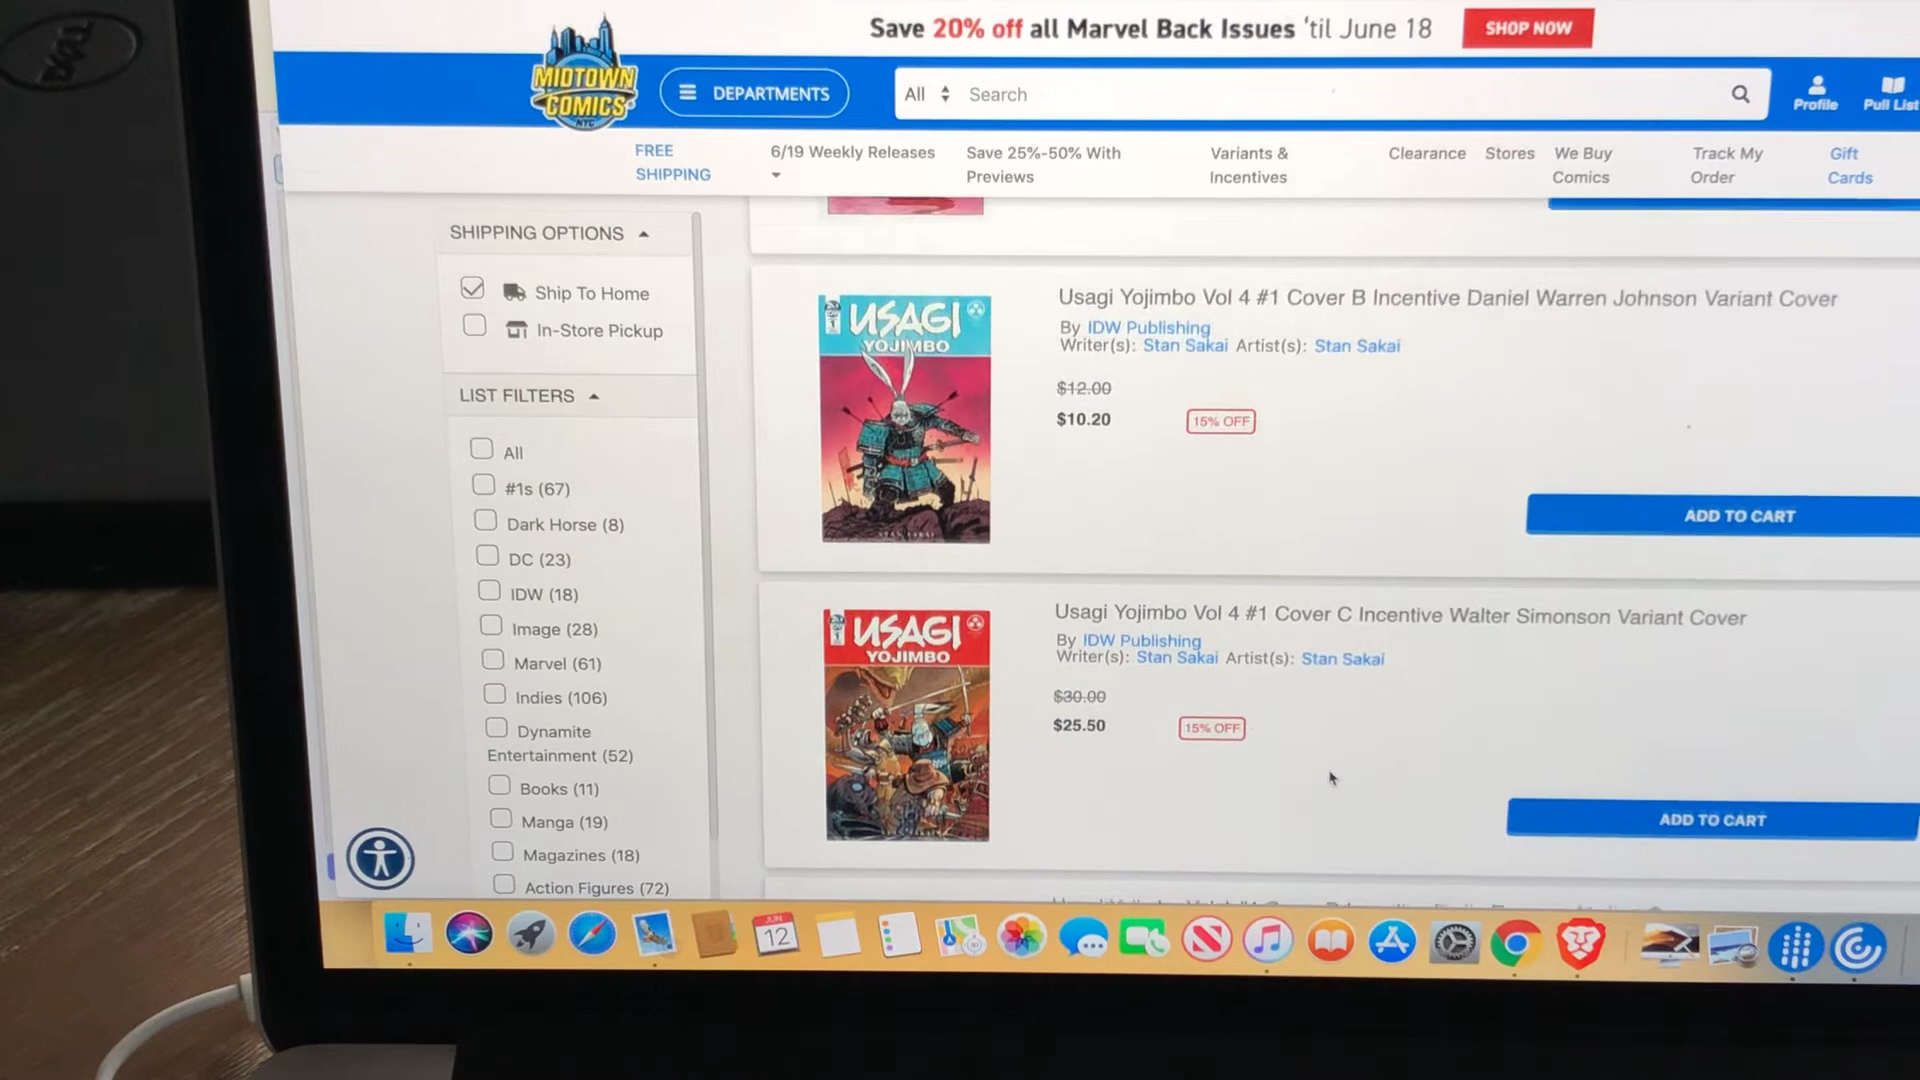 DELL
Save 20% off all Marvel Back Issues 'til June 18
SHOP NOW
MIDTOWN
COMICS
NYC
DEPARTMENTS
All
Search
Profile
Pull List
FREE
SHIPPING
6/19 Weekly Releases
Save 25%-50% With
Previews
Variants &
Incentives
Clearance
Stores
We Buy
Comics
Track My
Order
Gift
Cards
SHIPPING OPTIONS
Ship To Home
In-Store Pickup
LIST FILTERS
All
#1s (67)
Dark Horse (8)
DC (23)
IDW (18)
Image (28)
Marvel (61)
Indies (106)
Dynamite
Entertainment (52)
Books (11)
Manga (19)
Magazines (18)
Action Figures (72)
USAGI
YOJIMBO
STAN SAKAI
Usagi Yojimbo Vol 4 #1 Cover B Incentive Daniel Warren Johnson Variant Cover
By IDW Publishing
Writer(s): Stan Sakai Artist(s): Stan Sakai
$12.00
$10.20
15% OFF
ADD TO CART
USAGI
YOJIMBO
Usagi Yojimbo Vol 4 #1 Cover C Incentive Walter Simonson Variant Cover
By IDW Publishing
Writer(s): Stan Sakai Artist(s): Stan Sakai
$30.00
$25.50
15% OFF
ADD TO CART
JUN
12